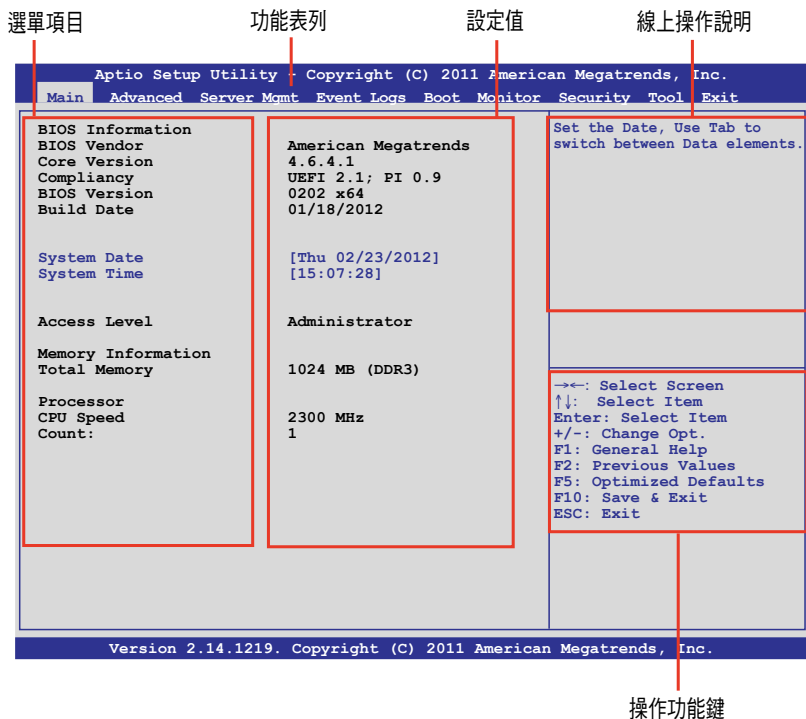 選單項目 功能表列 設定值 線上操作說明
Aptio Setup Utility - Copyright (C) 2011 American Megatrends, Inc.
Main Advanced Server Mgmt Event Logs Boot Monitor Security Tool Exit
BIOS Information
BIOS Vendor American Megatrends
Core Version 4.6.4.1
Compliancy UEFI 2.1; PI 0.9
BIOS Version 0202 x64
Build Date 01/18/2012
System Date [Thu 02/23/2012]
System Time [15:07:28]
Access Level Administrator
Memory Information
Total Memory 1024 MB (DDR3)
Processor
CPU Speed 2300 MHz
Count: 1
Set the Date, Use Tab to
switch between Data elements.
→←: Select Screen
↑↓: Select Item
Enter: Select Item
+/-: Change Opt.
F1: General Help
F2: Previous Values
F5: Optimized Defaults
F10: Save & Exit
ESC: Exit
Version 2.14.1219. Copyright (C) 2011 American Megatrends, Inc.
操作功能鍵